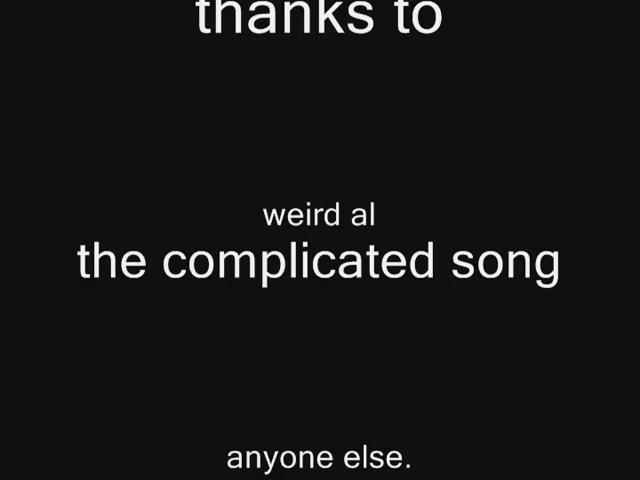 thanks to
weird al
the complicated song
anyone else.